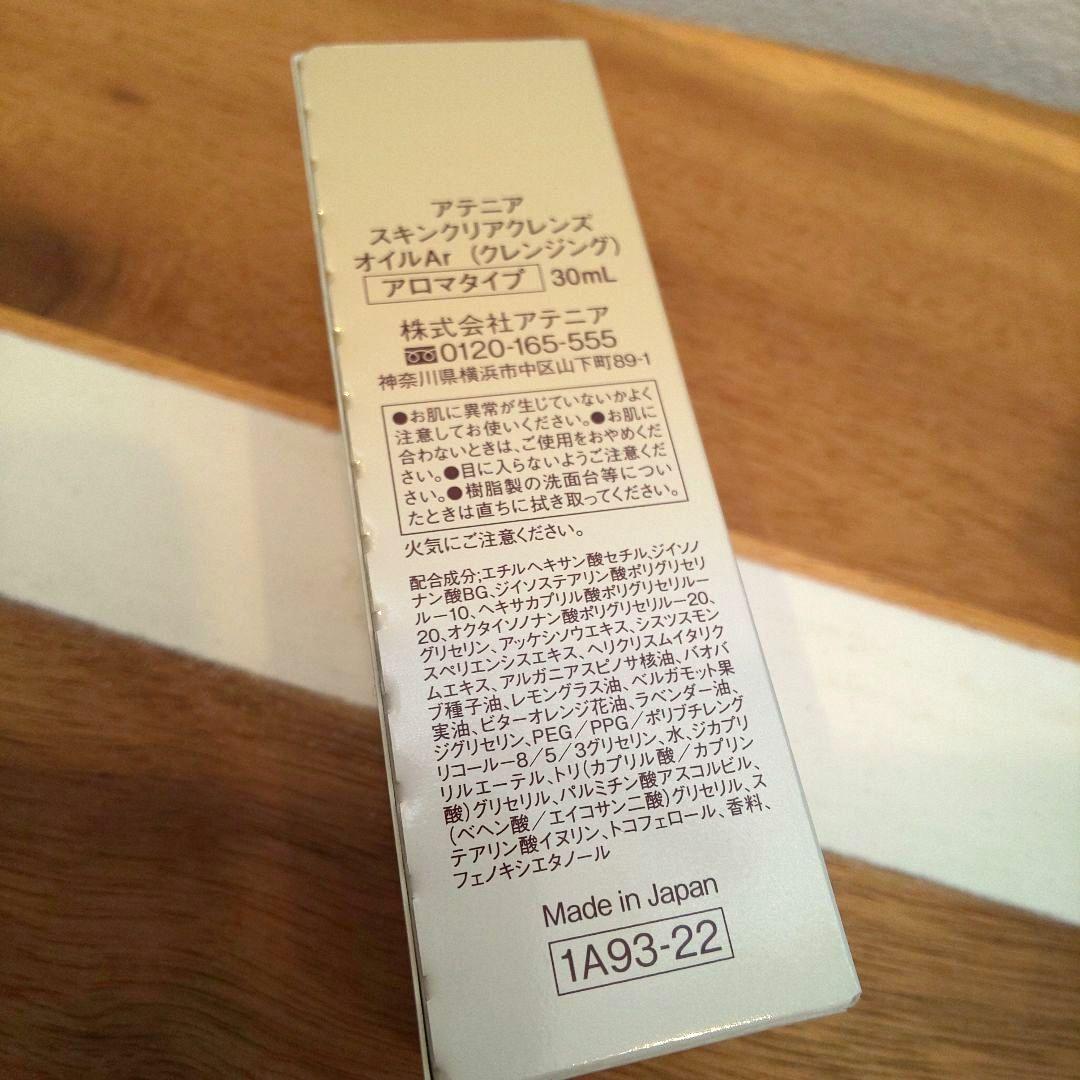 アテニア
スキンクリアクレンズ
オイルAr （クレンジング）
アロマタイプ 30mL
株式会社アテニア
0120-165-555
神奈川県横浜市中区山下町89-1
●お肌に異常が生じていないかよく
注意してお使いください。●お肌に
合わないときは、ご使用をおやめくだ
さい。●目に入らないようご注意くだ
さい。●樹脂製の洗面台等につい
たときは直ちに拭き取ってください。
火気にご注意ください。
配合成分:エチルヘキサン酸セチル、ジイソノ
ナン酸BG、ジイソステアリン酸ポリグリセリ
ルー10、ヘキサカプリル酸ポリグリセリルー
20、オクタイソノナン酸ポリグリセリルー20、
グリセリン、アッケシソウエキス、シスツスモン
スペリエンシスエキス、ヘリクリスムイタリク
ムエキス、アルガニアスピノサ核油、バオバ
ブ種子油、レモングラス油、ベルガモット果
実油、ビターオレンジ花油、ラベンダー油、
ジグリセリン、PEG／PPG／ポリブチレング
リコールー8／5／3グリセリン、水、ジカプリ
リルエーテル、トリ（カプリル酸／カプリン
酸）グリセリル、パルミチン酸アスコルビル、
（ベヘン酸／エイコサン二酸）グリセリル、ス
テアリン酸イヌリン、トコフェロール、香料、
フェノキシエタノール
Made in Japan
1A93-22